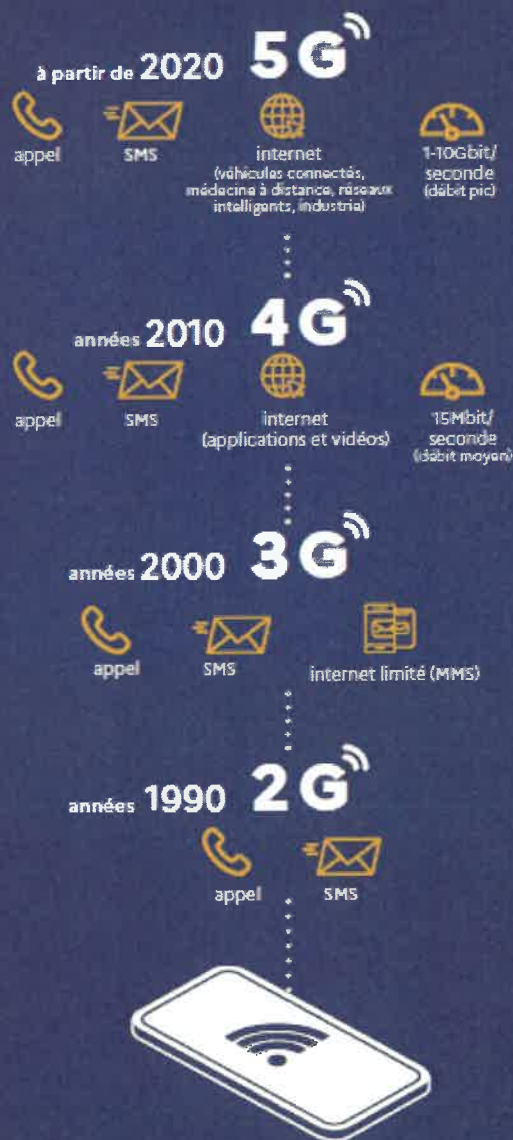 à partir de 2020 5G
appel
SMS
internet
(véhicules connectés,
médecine à distance, réseaux
intelligents, industrie)
1-10Gbit/
seconde
(débit pic)
années 2010 4G
appel
SMS
internet
(applications et vidéos)
15Mbit/
seconde
(débit moyen)
années 2000 3G
appel
SMS
internet limité (MMS)
années 1990 2G
appel
SMS